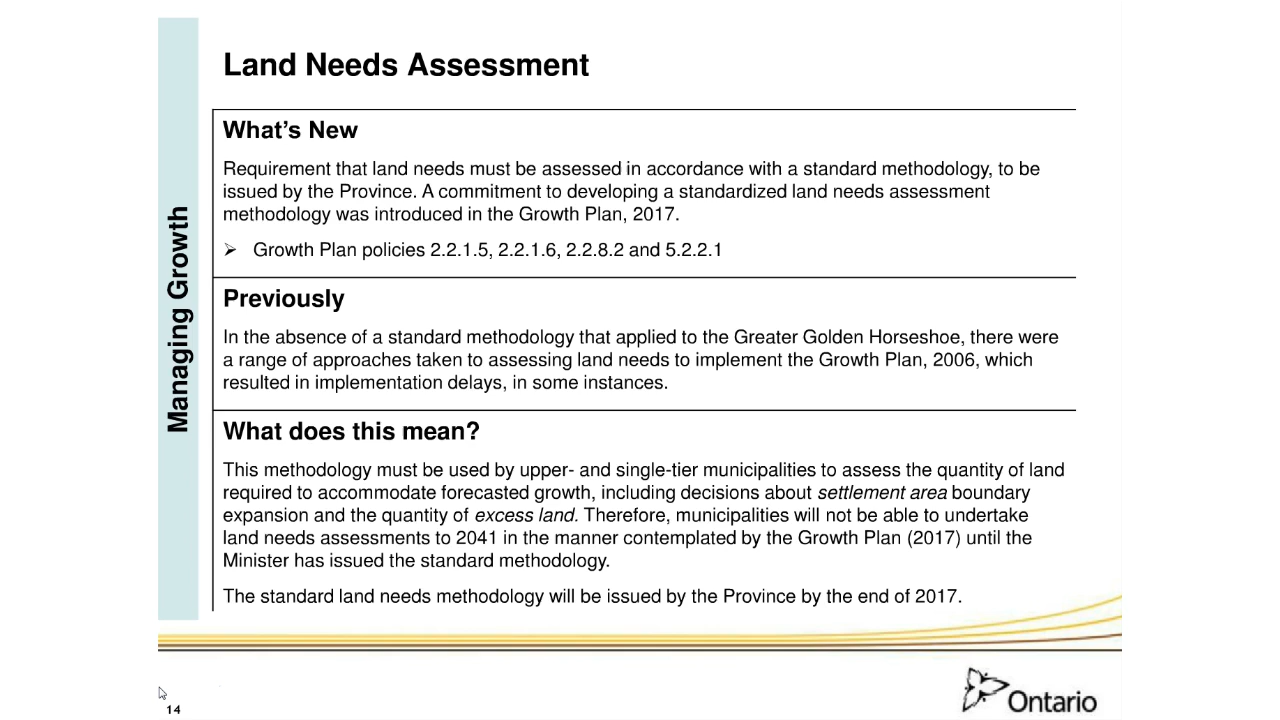 Land Needs Assessment
Managing Growth
What's New
Requirement that land needs must be assessed in accordance with a standard methodology, to be
issued by the Province. A commitment to developing a standardized land needs assessment
methodology was introduced in the Growth Plan, 2017.
➢ Growth Plan policies 2.2.1.5, 2.2.1.6, 2.2.8.2 and 5.2.2.1
Previously
In the absence of a standard methodology that applied to the Greater Golden Horseshoe, there were
a range of approaches taken to assessing land needs to implement the Growth Plan, 2006, which
resulted in implementation delays, in some instances.
What does this mean?
This methodology must be used by upper- and single-tier municipalities to assess the quantity of land
required to accommodate forecasted growth, including decisions about settlement area boundary
expansion and the quantity of excess land. Therefore, municipalities will not be able to undertake
land needs assessments to 2041 in the manner contemplated by the Growth Plan (2017) until the
Minister has issued the standard methodology.
The standard land needs methodology will be issued by the Province by the end of 2017.
14
Ontario